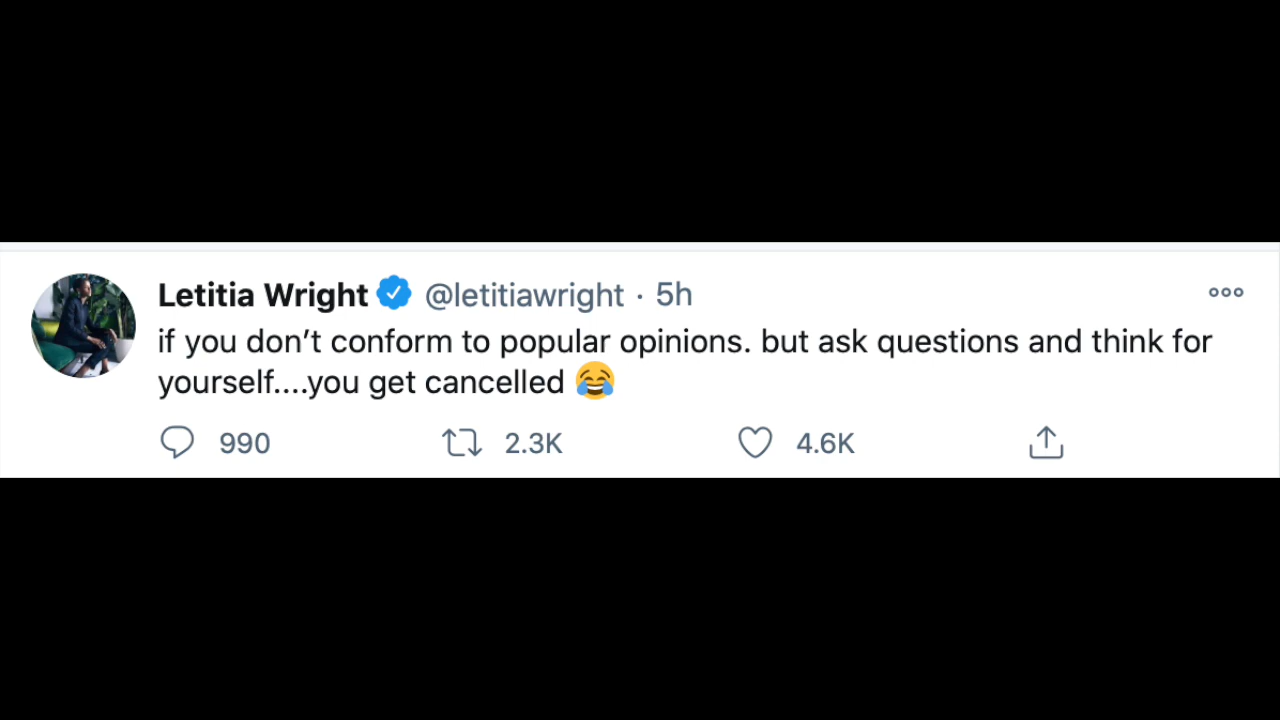 Letitia Wright @letitiawright · 5h
if you don’t conform to popular opinions. but ask questions and think for
yourself....you get cancelled 😂
990 2.3K 4.6K